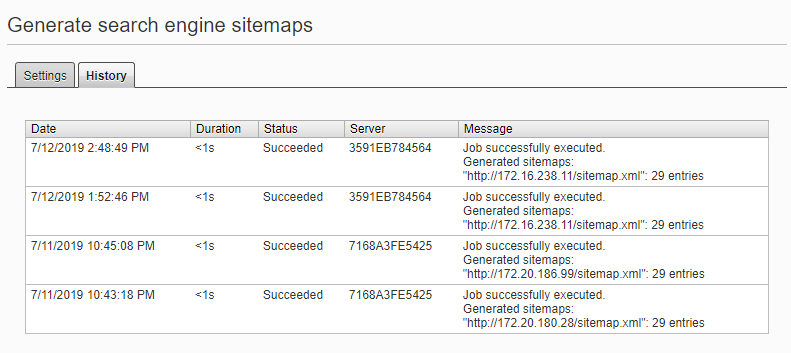 Generate search engine sitemaps
Settings History
Date Duration Status Server Message
7/12/2019 2:48:49 PM <1s Succeeded 3591EB784564 Job successfully executed.
Generated sitemaps:
"http://172.16.238.11/sitemap.xml": 29 entries
7/12/2019 1:52:46 PM <1s Succeeded 3591EB784564 Job successfully executed.
Generated sitemaps:
"http://172.16.238.11/sitemap.xml": 29 entries
7/11/2019 10:45:08 PM <1s Succeeded 7168A3FE5425 Job successfully executed.
Generated sitemaps:
"http://172.20.186.99/sitemap.xml": 29 entries
7/11/2019 10:43:18 PM <1s Succeeded 7168A3FE5425 Job successfully executed.
Generated sitemaps:
"http://172.20.180.28/sitemap.xml": 29 entries